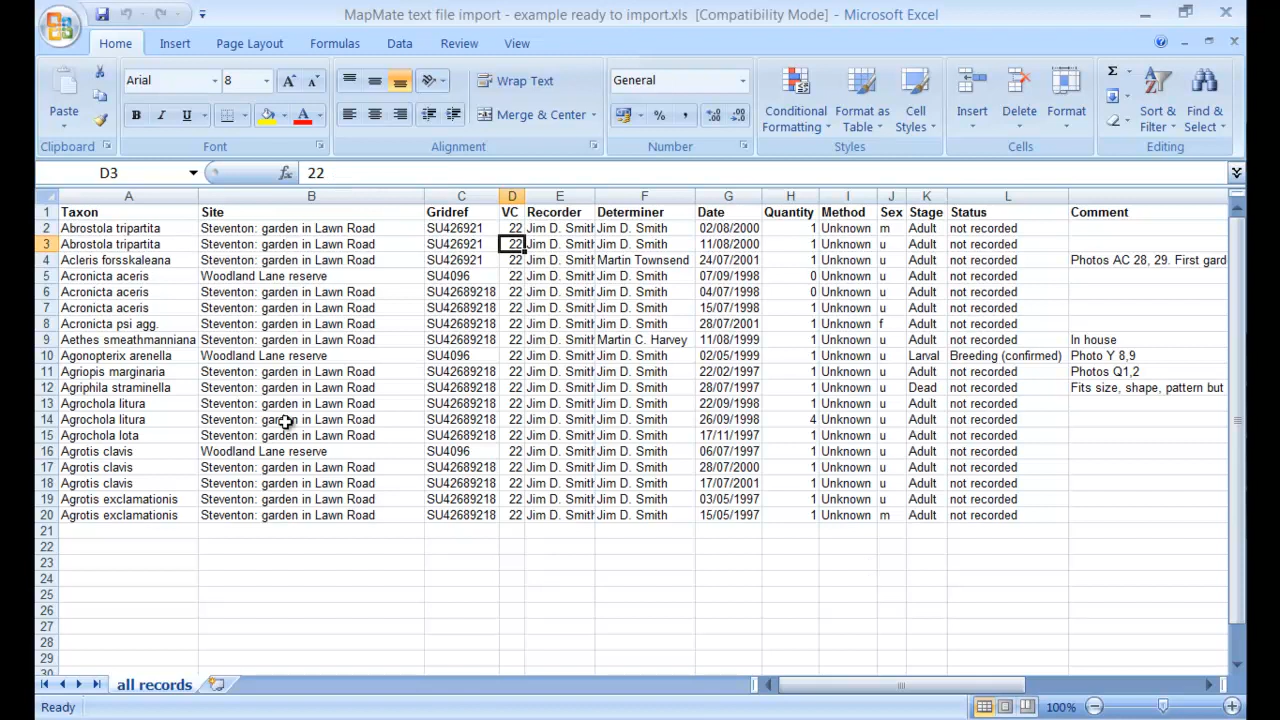 MapMate text file import - example ready to import.xls [Compatibility Mode] - Microsoft Excel
Home Insert Page Layout Formulas Data Review View
Paste Arial 8 Wrap Text General Conditional Formatting Format as Table Cell Styles Insert Delete Format Sort & Filter Find & Select
B I U Merge & Center % ,
Clipboard Font Alignment Number Styles Cells Editing
D3 fx 22
A B C D E F G H I J K L
1 Taxon Site Gridref VC Recorder Determiner Date Quantity Method Sex Stage Status Comment
2 Abrostola tripartita Steventon: garden in Lawn Road SU426921 22 Jim D. Smith Jim D. Smith 02/08/2000 1 Unknown m Adult not recorded
3 Abrostola tripartita Steventon: garden in Lawn Road SU426921 22 Jim D. Smith Jim D. Smith 11/08/2000 1 Unknown u Adult not recorded
4 Acleris forsskaleana Steventon: garden in Lawn Road SU426921 22 Jim D. Smith Martin Townsend 24/07/2001 1 Unknown u Adult not recorded Photos AC 28, 29. First gard
5 Acronicta aceris Woodland Lane reserve SU4096 22 Jim D. Smith Jim D. Smith 07/09/1998 0 Unknown u Adult not recorded
6 Acronicta aceris Steventon: garden in Lawn Road SU42689218 22 Jim D. Smith Jim D. Smith 04/07/1998 0 Unknown u Adult not recorded
7 Acronicta aceris Steventon: garden in Lawn Road SU42689218 22 Jim D. Smith Jim D. Smith 15/07/1998 1 Unknown u Adult not recorded
8 Acronicta psi agg. Steventon: garden in Lawn Road SU42689218 22 Jim D. Smith Jim D. Smith 28/07/2001 1 Unknown f Adult not recorded
9 Aethes smeathmanniana Steventon: garden in Lawn Road SU42689218 22 Jim D. Smith Martin C. Harvey 11/08/1999 1 Unknown u Adult not recorded In house
10 Agonopterix arenella Woodland Lane reserve SU4096 22 Jim D. Smith Jim D. Smith 02/05/1999 1 Unknown u Larval Breeding (confirmed) Photo Y 8,9
11 Agriopis marginaria Steventon: garden in Lawn Road SU42689218 22 Jim D. Smith Jim D. Smith 22/02/1997 1 Unknown u Adult not recorded Photos Q1,2
12 Agriphila straminella Steventon: garden in Lawn Road SU42689218 22 Jim D. Smith Jim D. Smith 28/07/1997 1 Unknown u Dead not recorded Fits size, shape, pattern but
13 Agrochola litura Steventon: garden in Lawn Road SU42689218 22 Jim D. Smith Jim D. Smith 22/09/1998 1 Unknown u Adult not recorded
14 Agrochola litura Steventon: garden in Lawn Road SU42689218 22 Jim D. Smith Jim D. Smith 26/09/1998 4 Unknown u Adult not recorded
15 Agrochola lota Steventon: garden in Lawn Road SU42689218 22 Jim D. Smith Jim D. Smith 17/11/1997 1 Unknown u Adult not recorded
16 Agrotis clavis Woodland Lane reserve SU4096 22 Jim D. Smith Jim D. Smith 06/07/1997 1 Unknown u Adult not recorded
17 Agrotis clavis Steventon: garden in Lawn Road SU42689218 22 Jim D. Smith Jim D. Smith 28/07/2000 1 Unknown u Adult not recorded
18 Agrotis clavis Steventon: garden in Lawn Road SU42689218 22 Jim D. Smith Jim D. Smith 17/07/2001 1 Unknown u Adult not recorded
19 Agrotis exclamationis Steventon: garden in Lawn Road SU42689218 22 Jim D. Smith Jim D. Smith 03/05/1997 1 Unknown u Adult not recorded
20 Agrotis exclamationis Steventon: garden in Lawn Road SU42689218 22 Jim D. Smith Jim D. Smith 15/05/1997 1 Unknown m Adult not recorded
21
22
23
24
25
26
27
28
29
30
all records
Ready 100%